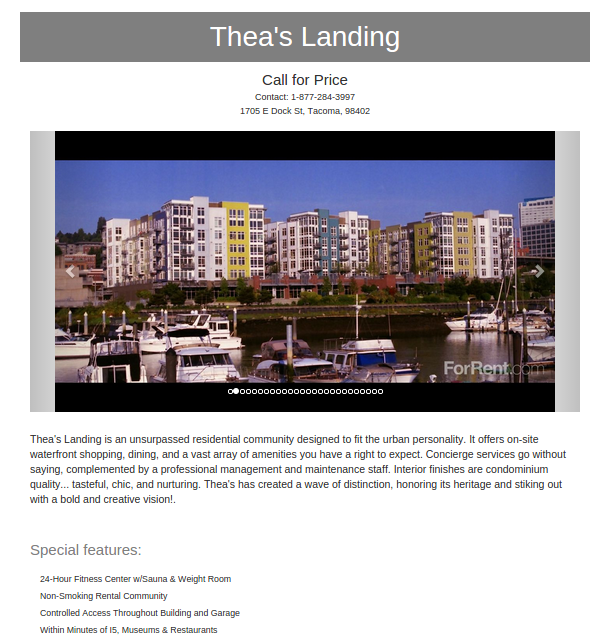 Thea's Landing
Call for Price
Contact: 1-877-284-3997
1705 E Dock St, Tacoma, 98402
ForRent.com
Thea's Landing is an unsurpassed residential community designed to fit the urban personality. It offers on-site
waterfront shopping, dining, and a vast array of amenities you have a right to expect. Concierge services go without
saying, complemented by a professional management and maintenance staff. Interior finishes are condominium
quality... tasteful, chic, and nurturing. Thea's has created a wave of distinction, honoring its heritage and stiking out
with a bold and creative vision!.
Special features:
24-Hour Fitness Center w/Sauna & Weight Room
Non-Smoking Rental Community
Controlled Access Throughout Building and Garage
Within Minutes of I5, Museums & Restaurants